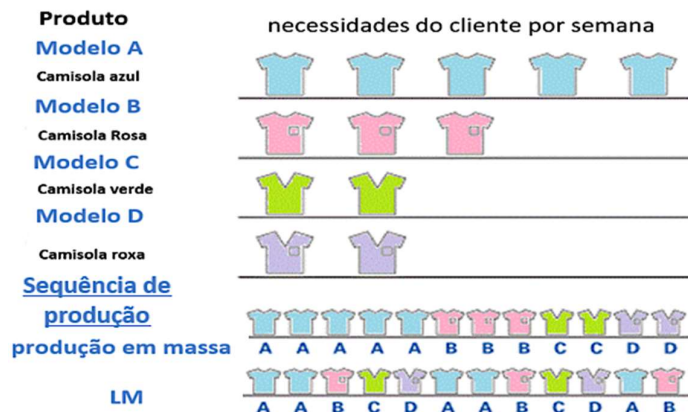 Produto
necessidades do cliente por semana
Modelo A
Camisola azul
Modelo B
Camisola Rosa
Modelo C
Camisola verde
Modelo D
Camisola roxa
Sequência de
produção
produção em massa
A A A A A B B B C C D D
LM
A A B C D A A B C D A B